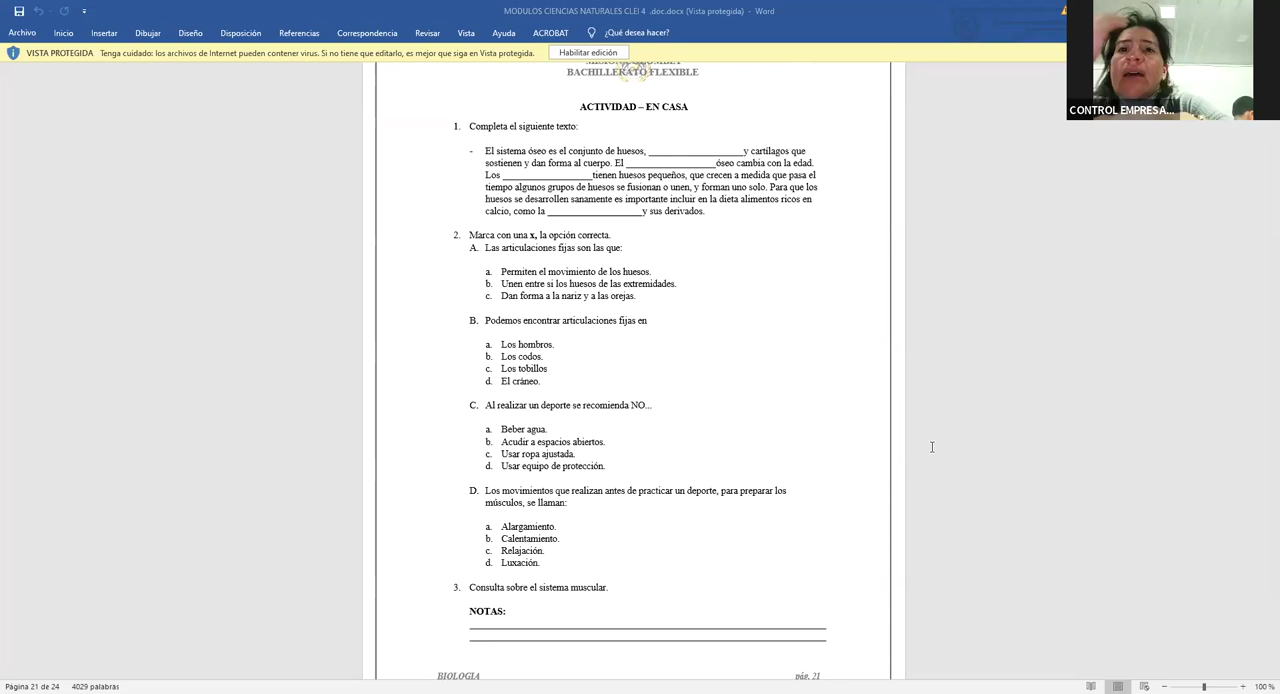 MODULOS CIENCIAS NATURALES CLEI 4 .doc.docx (Vista protegida) - Word
Archivo Inicio Insertar Dibujar Diseño Disposición Referencias Correspondencia Revisar Vista Ayuda ACROBAT ¿Qué desea hacer?
VISTA PROTEGIDA Tenga cuidado: los archivos de Internet pueden contener virus. Si no tiene que editarlo, es mejor que siga en Vista protegida. Habilitar edición
CONTROL EMPRESA...
BACHILLERATO FLEXIBLE
ACTIVIDAD – EN CASA
1. Completa el siguiente texto:
- El sistema óseo es el conjunto de huesos, ____________________y cartílagos que
sostienen y dan forma al cuerpo. El ___________________óseo cambia con la edad.
Los ___________________tienen huesos pequeños, que crecen a medida que pasa el
tiempo algunos grupos de huesos se fusionan o unen, y forman uno solo. Para que los
huesos se desarrollen sanamente es importante incluir en la dieta alimentos ricos en
calcio, como la ____________________y sus derivados.
2. Marca con una x, la opción correcta.
A. Las articulaciones fijas son las que:
a. Permiten el movimiento de los huesos.
b. Unen entre si los huesos de las extremidades.
c. Dan forma a la nariz y a las orejas.
B. Podemos encontrar articulaciones fijas en
a. Los hombros.
b. Los codos.
c. Los tobillos
d. El cráneo.
C. Al realizar un deporte se recomienda NO...
a. Beber agua.
b. Acudir a espacios abiertos.
c. Usar ropa ajustada.
d. Usar equipo de protección.
D. Los movimientos que realizan antes de practicar un deporte, para preparar los
músculos, se llaman:
a. Alargamiento.
b. Calentamiento.
c. Relajación.
d. Luxación.
3. Consulta sobre el sistema muscular.
NOTAS:
BIOLOGIA pág. 21
Página 21 de 24 4029 palabras 100 %